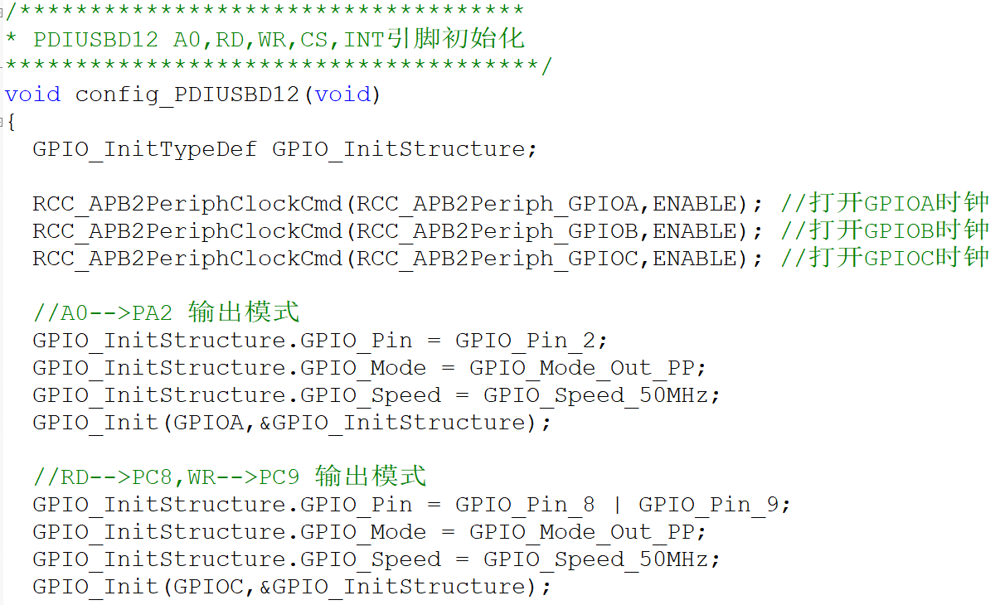 /************************************
* PDIUSBD12 A0,RD,WR,CS,INT引脚初始化
**************************************/
void config_PDIUSBD12(void)
{
  GPIO_InitTypeDef GPIO_InitStructure;
  RCC_APB2PeriphClockCmd(RCC_APB2Periph_GPIOA,ENABLE); //打开GPIOA时钟
  RCC_APB2PeriphClockCmd(RCC_APB2Periph_GPIOB,ENABLE); //打开GPIOB时钟
  RCC_APB2PeriphClockCmd(RCC_APB2Periph_GPIOC,ENABLE); //打开GPIOC时钟
  //A0-->PA2 输出模式
  GPIO_InitStructure.GPIO_Pin = GPIO_Pin_2;
  GPIO_InitStructure.GPIO_Mode = GPIO_Mode_Out_PP;
  GPIO_InitStructure.GPIO_Speed = GPIO_Speed_50MHz;
  GPIO_Init(GPIOA,&GPIO_InitStructure);
  //RD-->PC8,WR-->PC9 输出模式
  GPIO_InitStructure.GPIO_Pin = GPIO_Pin_8 | GPIO_Pin_9;
  GPIO_InitStructure.GPIO_Mode = GPIO_Mode_Out_PP;
  GPIO_InitStructure.GPIO_Speed = GPIO_Speed_50MHz;
  GPIO_Init(GPIOC,&GPIO_InitStructure);